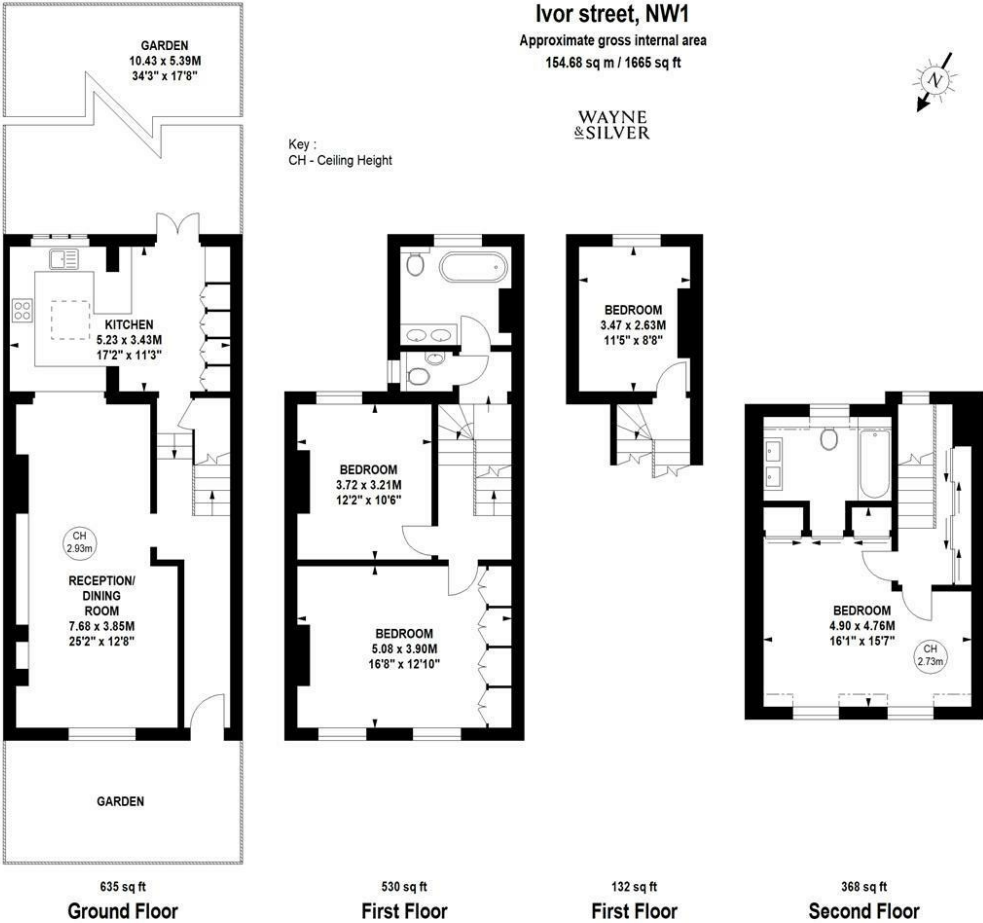 Ivor street, NW1
Approximate gross internal area
154.68 sq m / 1665 sq ft
WAYNE
&SILVER
N
Key :
CH - Ceiling Height
GARDEN
10.43 x 5.39M
34'3" x 17'8"
KITCHEN
5.23 x 3.43M
17'2" x 11'3"
CH
2.93m
RECEPTION/
DINING
ROOM
7.68 x 3.85M
25'2" x 12'8"
GARDEN
635 sq ft
Ground Floor
BEDROOM
3.72 x 3.21M
12'2" x 10'6"
BEDROOM
5.08 x 3.90M
16'8" x 12'10"
530 sq ft
First Floor
BEDROOM
3.47 x 2.63M
11'5" x 8'8"
132 sq ft
First Floor
BEDROOM
4.90 x 4.76M
16'1" x 15'7"
CH
2.73m
368 sq ft
Second Floor